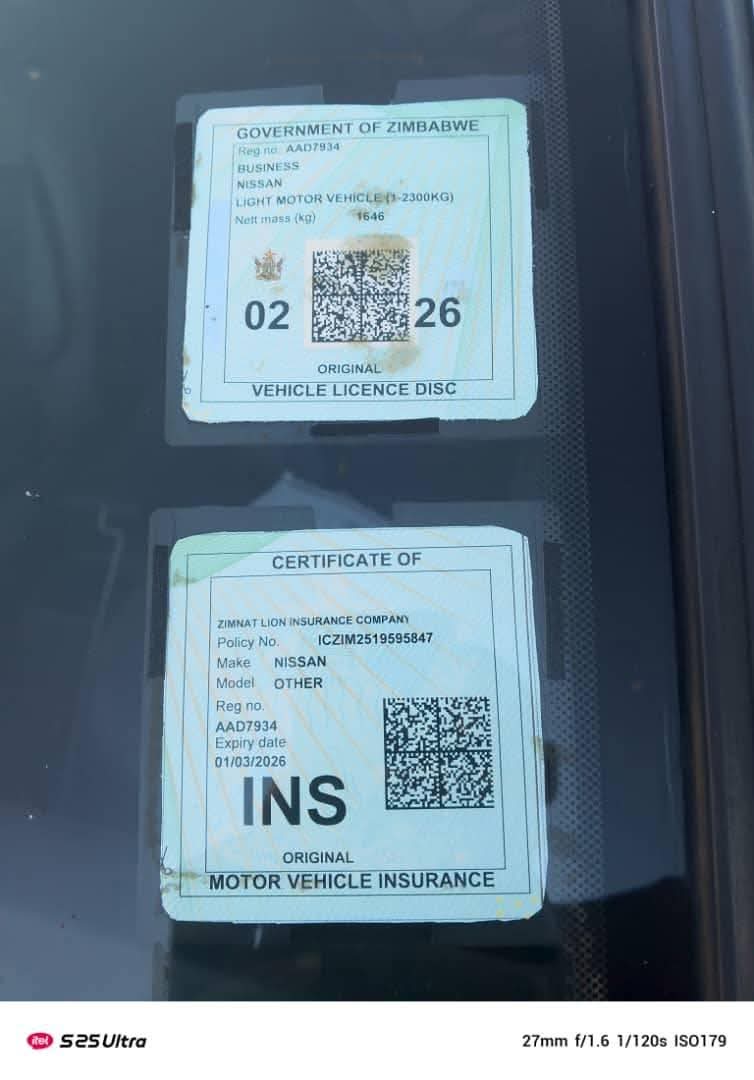 GOVERNMENT OF ZIMBABWE
Reg no: AAD7934
BUSINESS
NISSAN
LIGHT MOTOR VEHICLE (1-2300KG)
Nett mass (kg) 1646
02 26
ORIGINAL
VEHICLE LICENCE DISC
CERTIFICATE OF
ZIMNAT LION INSURANCE COMPANY
Policy No. ICZIM2519595847
Make NISSAN
Model OTHER
Reg no.
AAD7934
Expiry date
01/03/2026
INS
ORIGINAL
MOTOR VEHICLE INSURANCE
itel S25Ultra
27mm f/1.6 1/120s ISO179